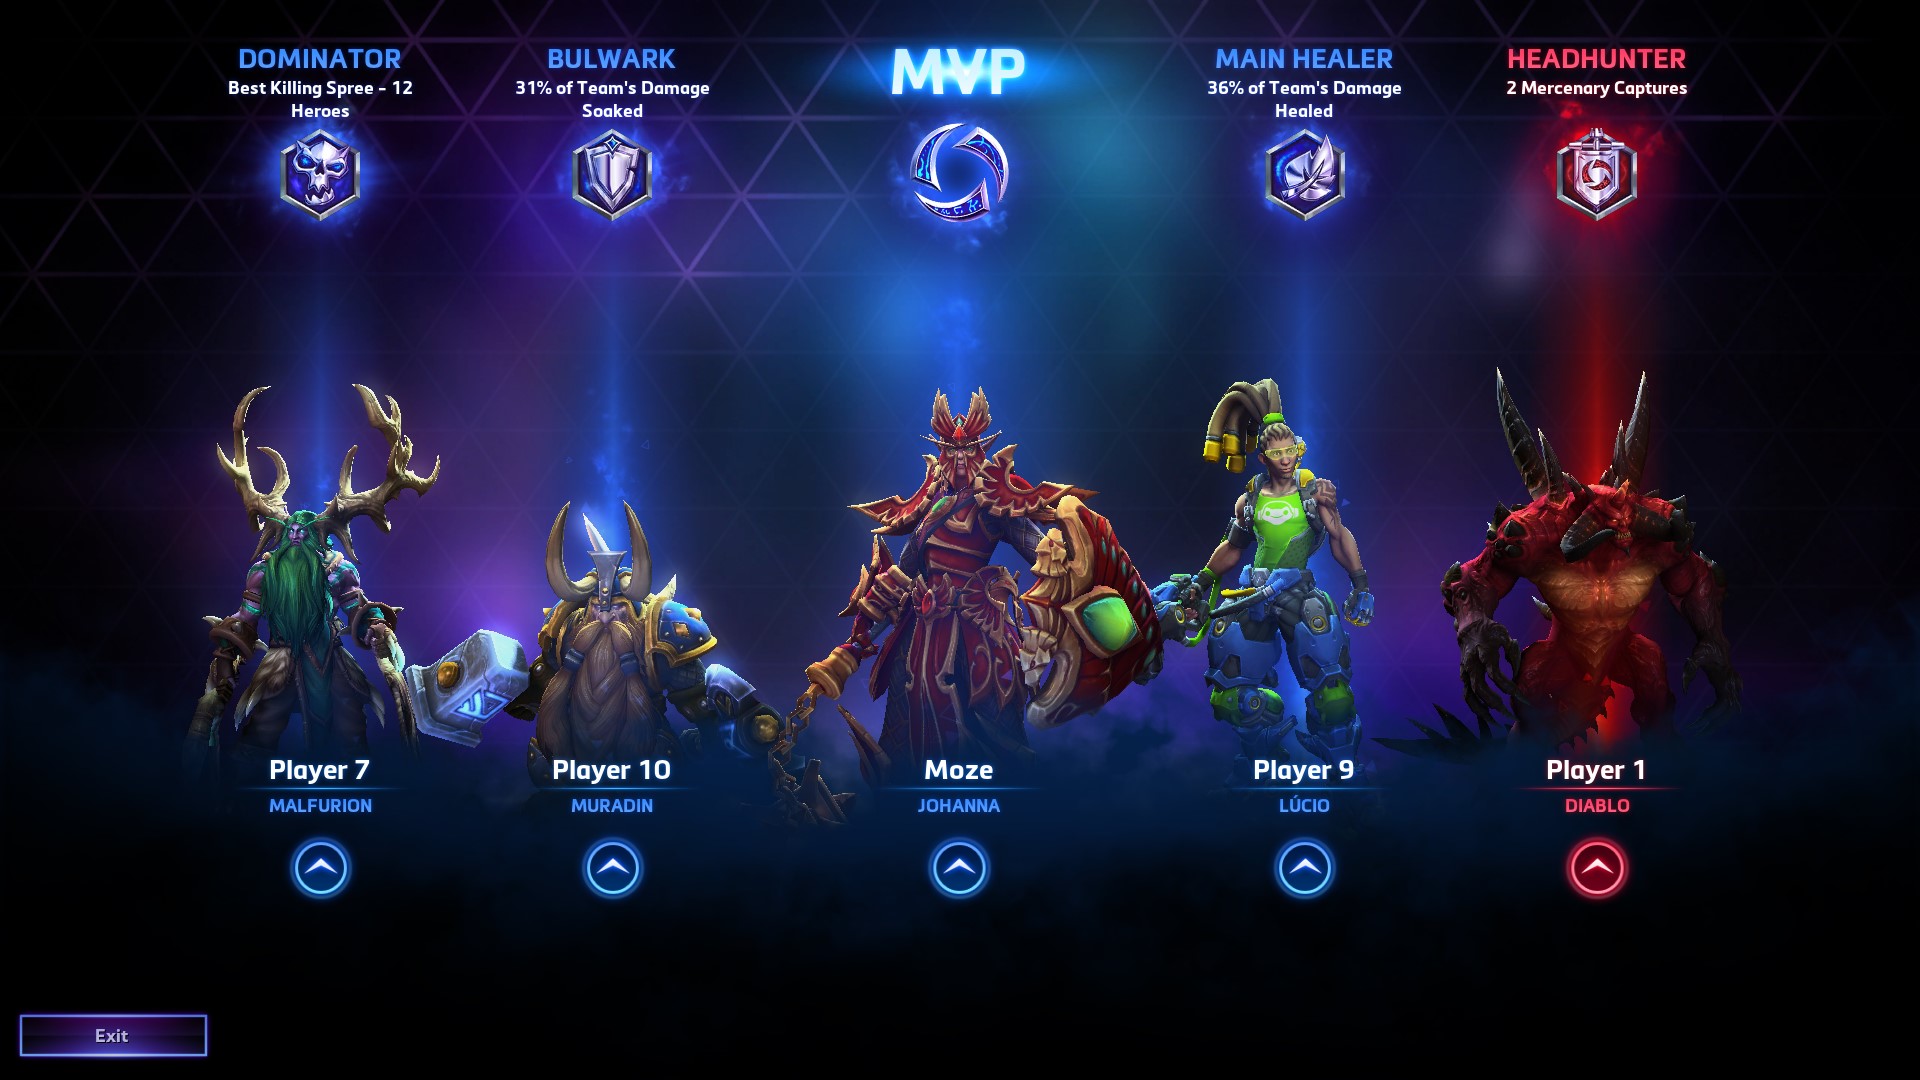 DOMINATOR
Best Killing Spree - 12
Heroes
BULWARK
31% of Team's Damage
Soaked
MVP
MAIN HEALER
36% of Team's Damage
Healed
HEADHUNTER
2 Mercenary Captures
Player 7
MALFURION
Player 10
MURADIN
Moze
JOHANNA
Player 9
LÚCIO
Player 1
DIABLO
Exit